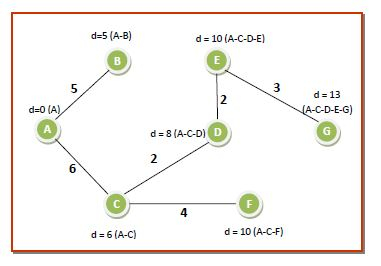 d=5 (A-B)
d = 10 (A-C-D-E)
B
E
5
3
d = 13
2
d=0 (A)
(A-C-D-E-G)
A
d = 8 (A-C-D)
D
G
2
6
C
F
4
d = 6 (A-C)
d = 10 (A-C-F)